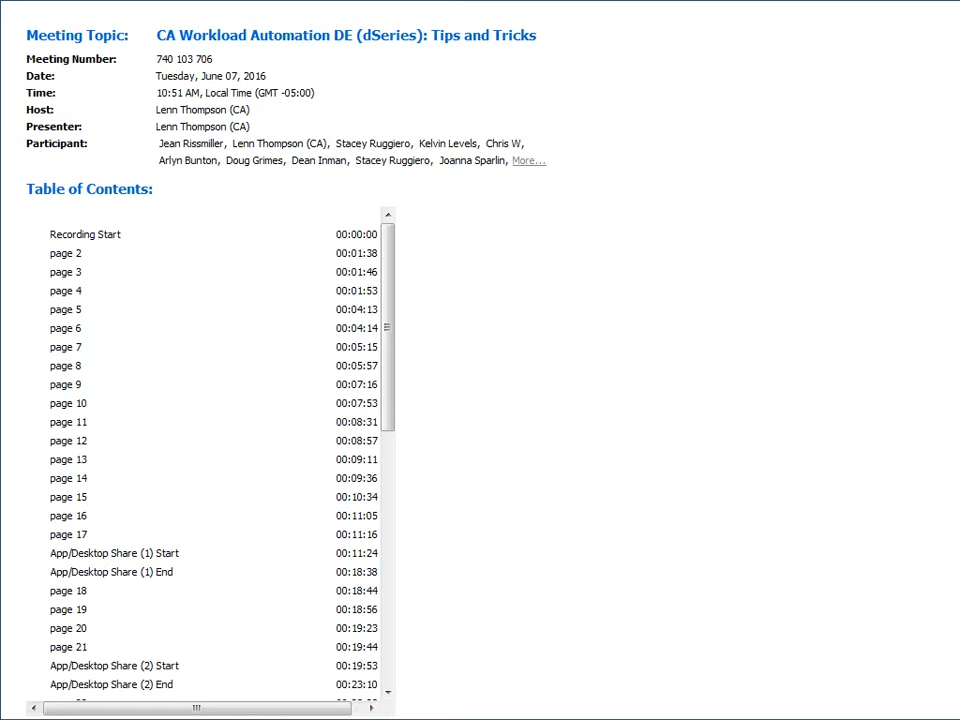 Meeting Topic: CA Workload Automation DE (dSeries): Tips and Tricks
Meeting Number: 740 103 706
Date: Tuesday, June 07, 2016
Time: 10:51 AM, Local Time (GMT -05:00)
Host: Lenn Thompson (CA)
Presenter: Lenn Thompson (CA)
Participant: Jean Rissmiller, Lenn Thompson (CA), Stacey Ruggiero, Kelvin Levels, Chris W,
Arlyn Bunton, Doug Grimes, Dean Inman, Stacey Ruggiero, Joanna Sparlin, More...
Table of Contents:
Recording Start 00:00:00
page 2 00:01:38
page 3 00:01:46
page 4 00:01:53
page 5 00:04:13
page 6 00:04:14
page 7 00:05:15
page 8 00:05:57
page 9 00:07:16
page 10 00:07:53
page 11 00:08:31
page 12 00:08:57
page 13 00:09:11
page 14 00:09:36
page 15 00:10:34
page 16 00:11:05
page 17 00:11:16
App/Desktop Share (1) Start 00:11:24
App/Desktop Share (1) End 00:18:38
page 18 00:18:44
page 19 00:18:56
page 20 00:19:23
page 21 00:19:44
App/Desktop Share (2) Start 00:19:53
App/Desktop Share (2) End 00:23:10